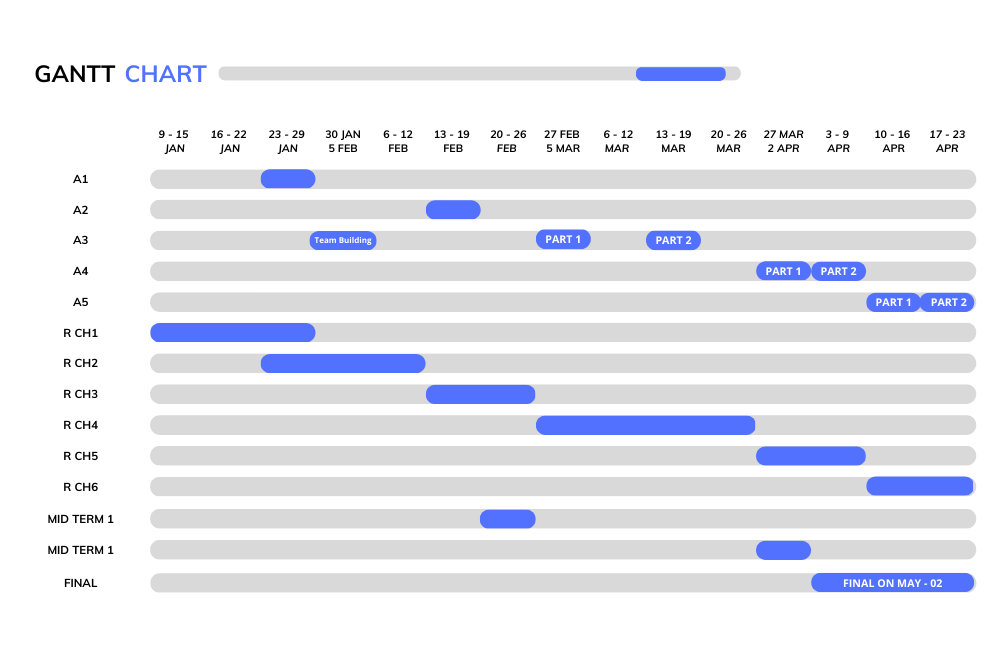 GANTT CHART
9 - 15 16 - 22 23 - 29 30 JAN 6 - 12 13 - 19 20 - 26 27 FEB 6 - 12 13 - 19 20 - 26 27 MAR 3 - 9 10 - 16 17 - 23
JAN JAN JAN 5 FEB FEB FEB FEB 5 MAR MAR MAR MAR 2 APR APR APR APR
A1
A2
A3 Team Building PART 1 PART 2
A4 PART 1 PART 2
A5 PART 1 PART 2
R CH1
R CH2
R CH3
R CH4
R CH5
R CH6
MID TERM 1
MID TERM 1
FINAL FINAL ON MAY - 02